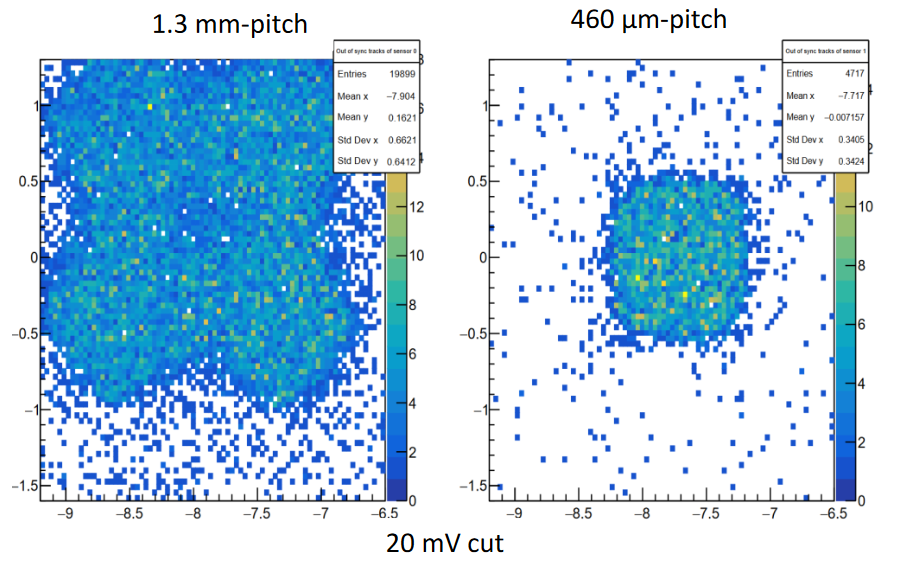 1.3 mm-pitch
460 µm-pitch
Out of sync tracks of sensor 0
Entries 19899
Mean x −7.904
Mean y 0.1621
Std Dev x 0.6621
Std Dev y 0.6412
1
0.5
0
−0.5
−1
−1.5
−9
−8.5
−8
−7.5
−7
−6.5
12
10
8
6
4
2
0
Out of sync tracks of sensor 1
Entries 4717
Mean x −7.717
Mean y −0.007157
Std Dev x 0.3405
Std Dev y 0.3424
1
0.5
0
−0.5
−1
−1.5
−9
−8.5
−8
−7.5
−7
−6.5
10
8
6
4
2
0
20 mV cut